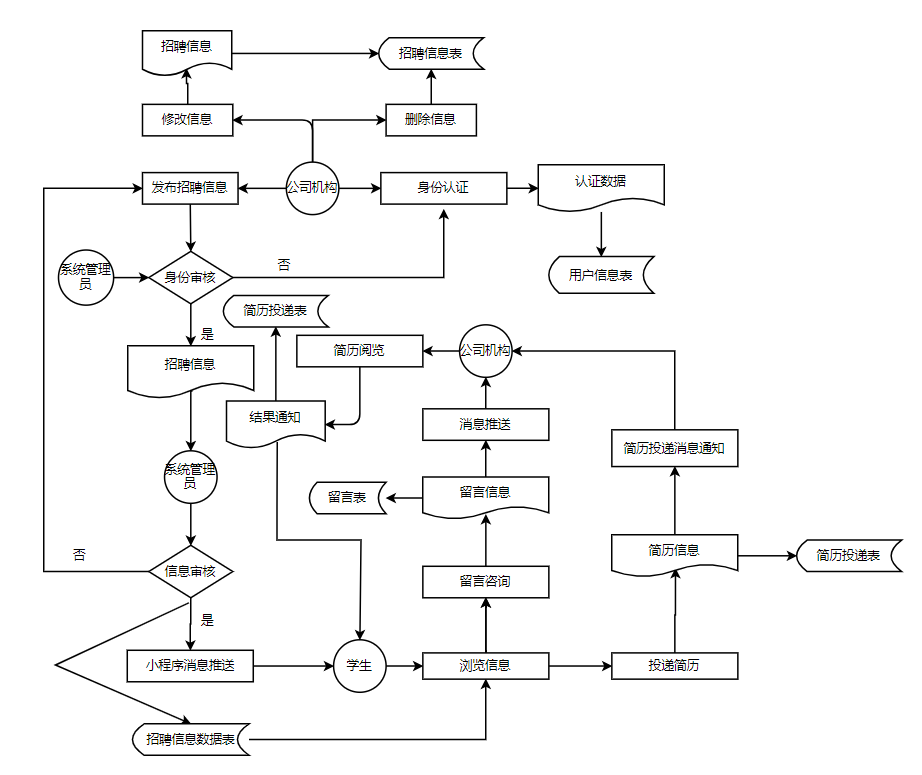 招聘信息
招聘信息表
修改信息
删除信息
发布招聘信息
公司机构
身份认证
认证数据
系统管理
员
身份审核
否
用户信息表
简历投递表
是
招聘信息
简历阅览
公司机构
结果通知
消息推送
简历投递消息通知
系统管理
员
留言表
留言信息
否
信息审核
简历信息
简历投递表
留言咨询
是
小程序消息推送
学生
浏览信息
投递简历
招聘信息数据表